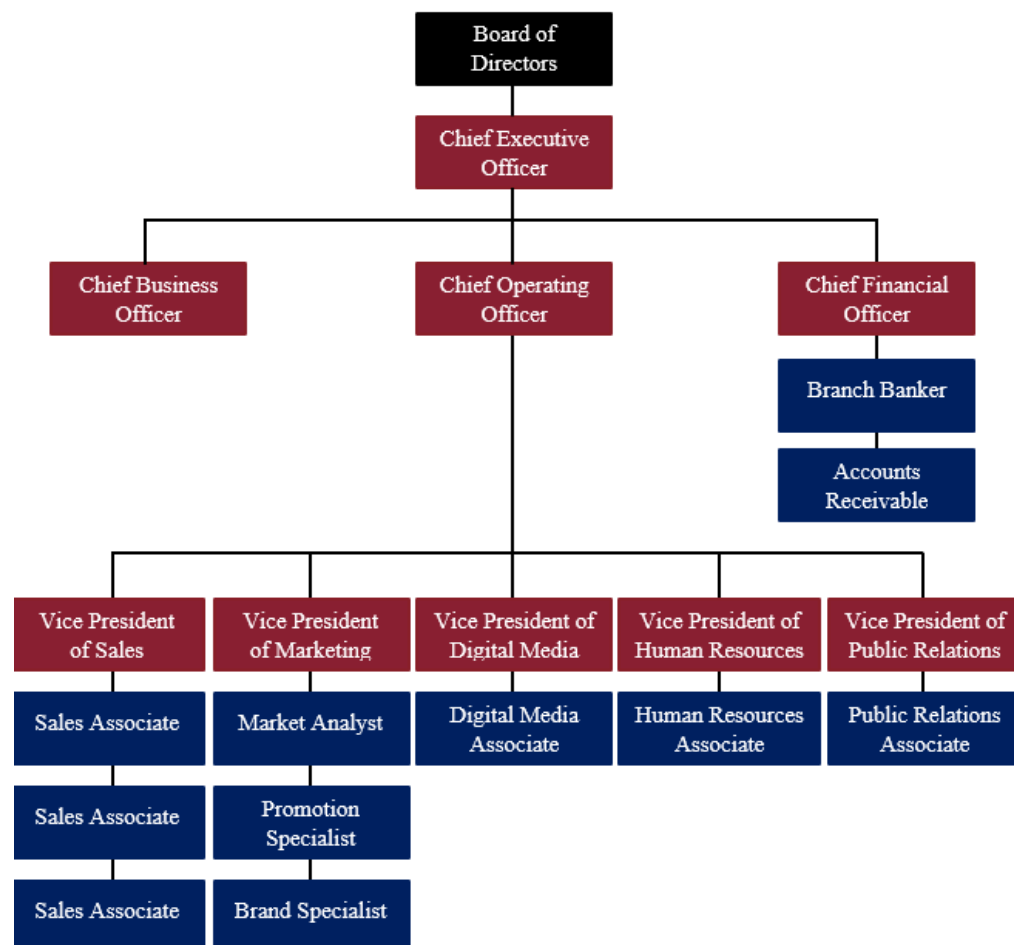 Board of
Directors
Chief Executive
Officer
Chief Business
Officer
Chief Operating
Officer
Chief Financial
Officer
Branch Banker
Accounts
Receivable
Vice President
of Sales
Vice President
of Marketing
Vice President of
Digital Media
Vice President of
Human Resources
Vice President of
Public Relations
Sales Associate
Market Analyst
Digital Media
Associate
Human Resources
Associate
Public Relations
Associate
Sales Associate
Promotion
Specialist
Sales Associate
Brand Specialist